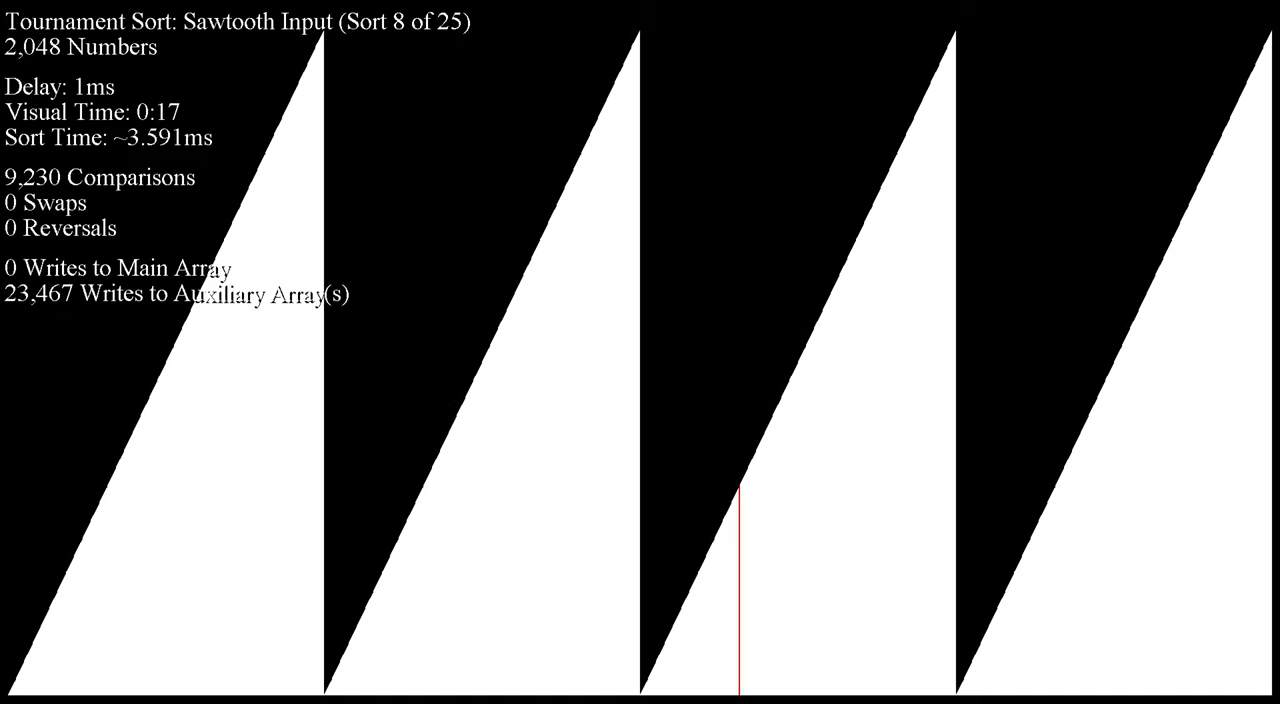 Tournament Sort: Sawtooth Input (Sort 8 of 25)
2,048 Numbers
Delay: 1ms
Visual Time: 0:17
Sort Time: ~3.591ms
9,230 Comparisons
0 Swaps
0 Reversals
0 Writes to Main Array
23,467 Writes to Auxiliary Array(s)